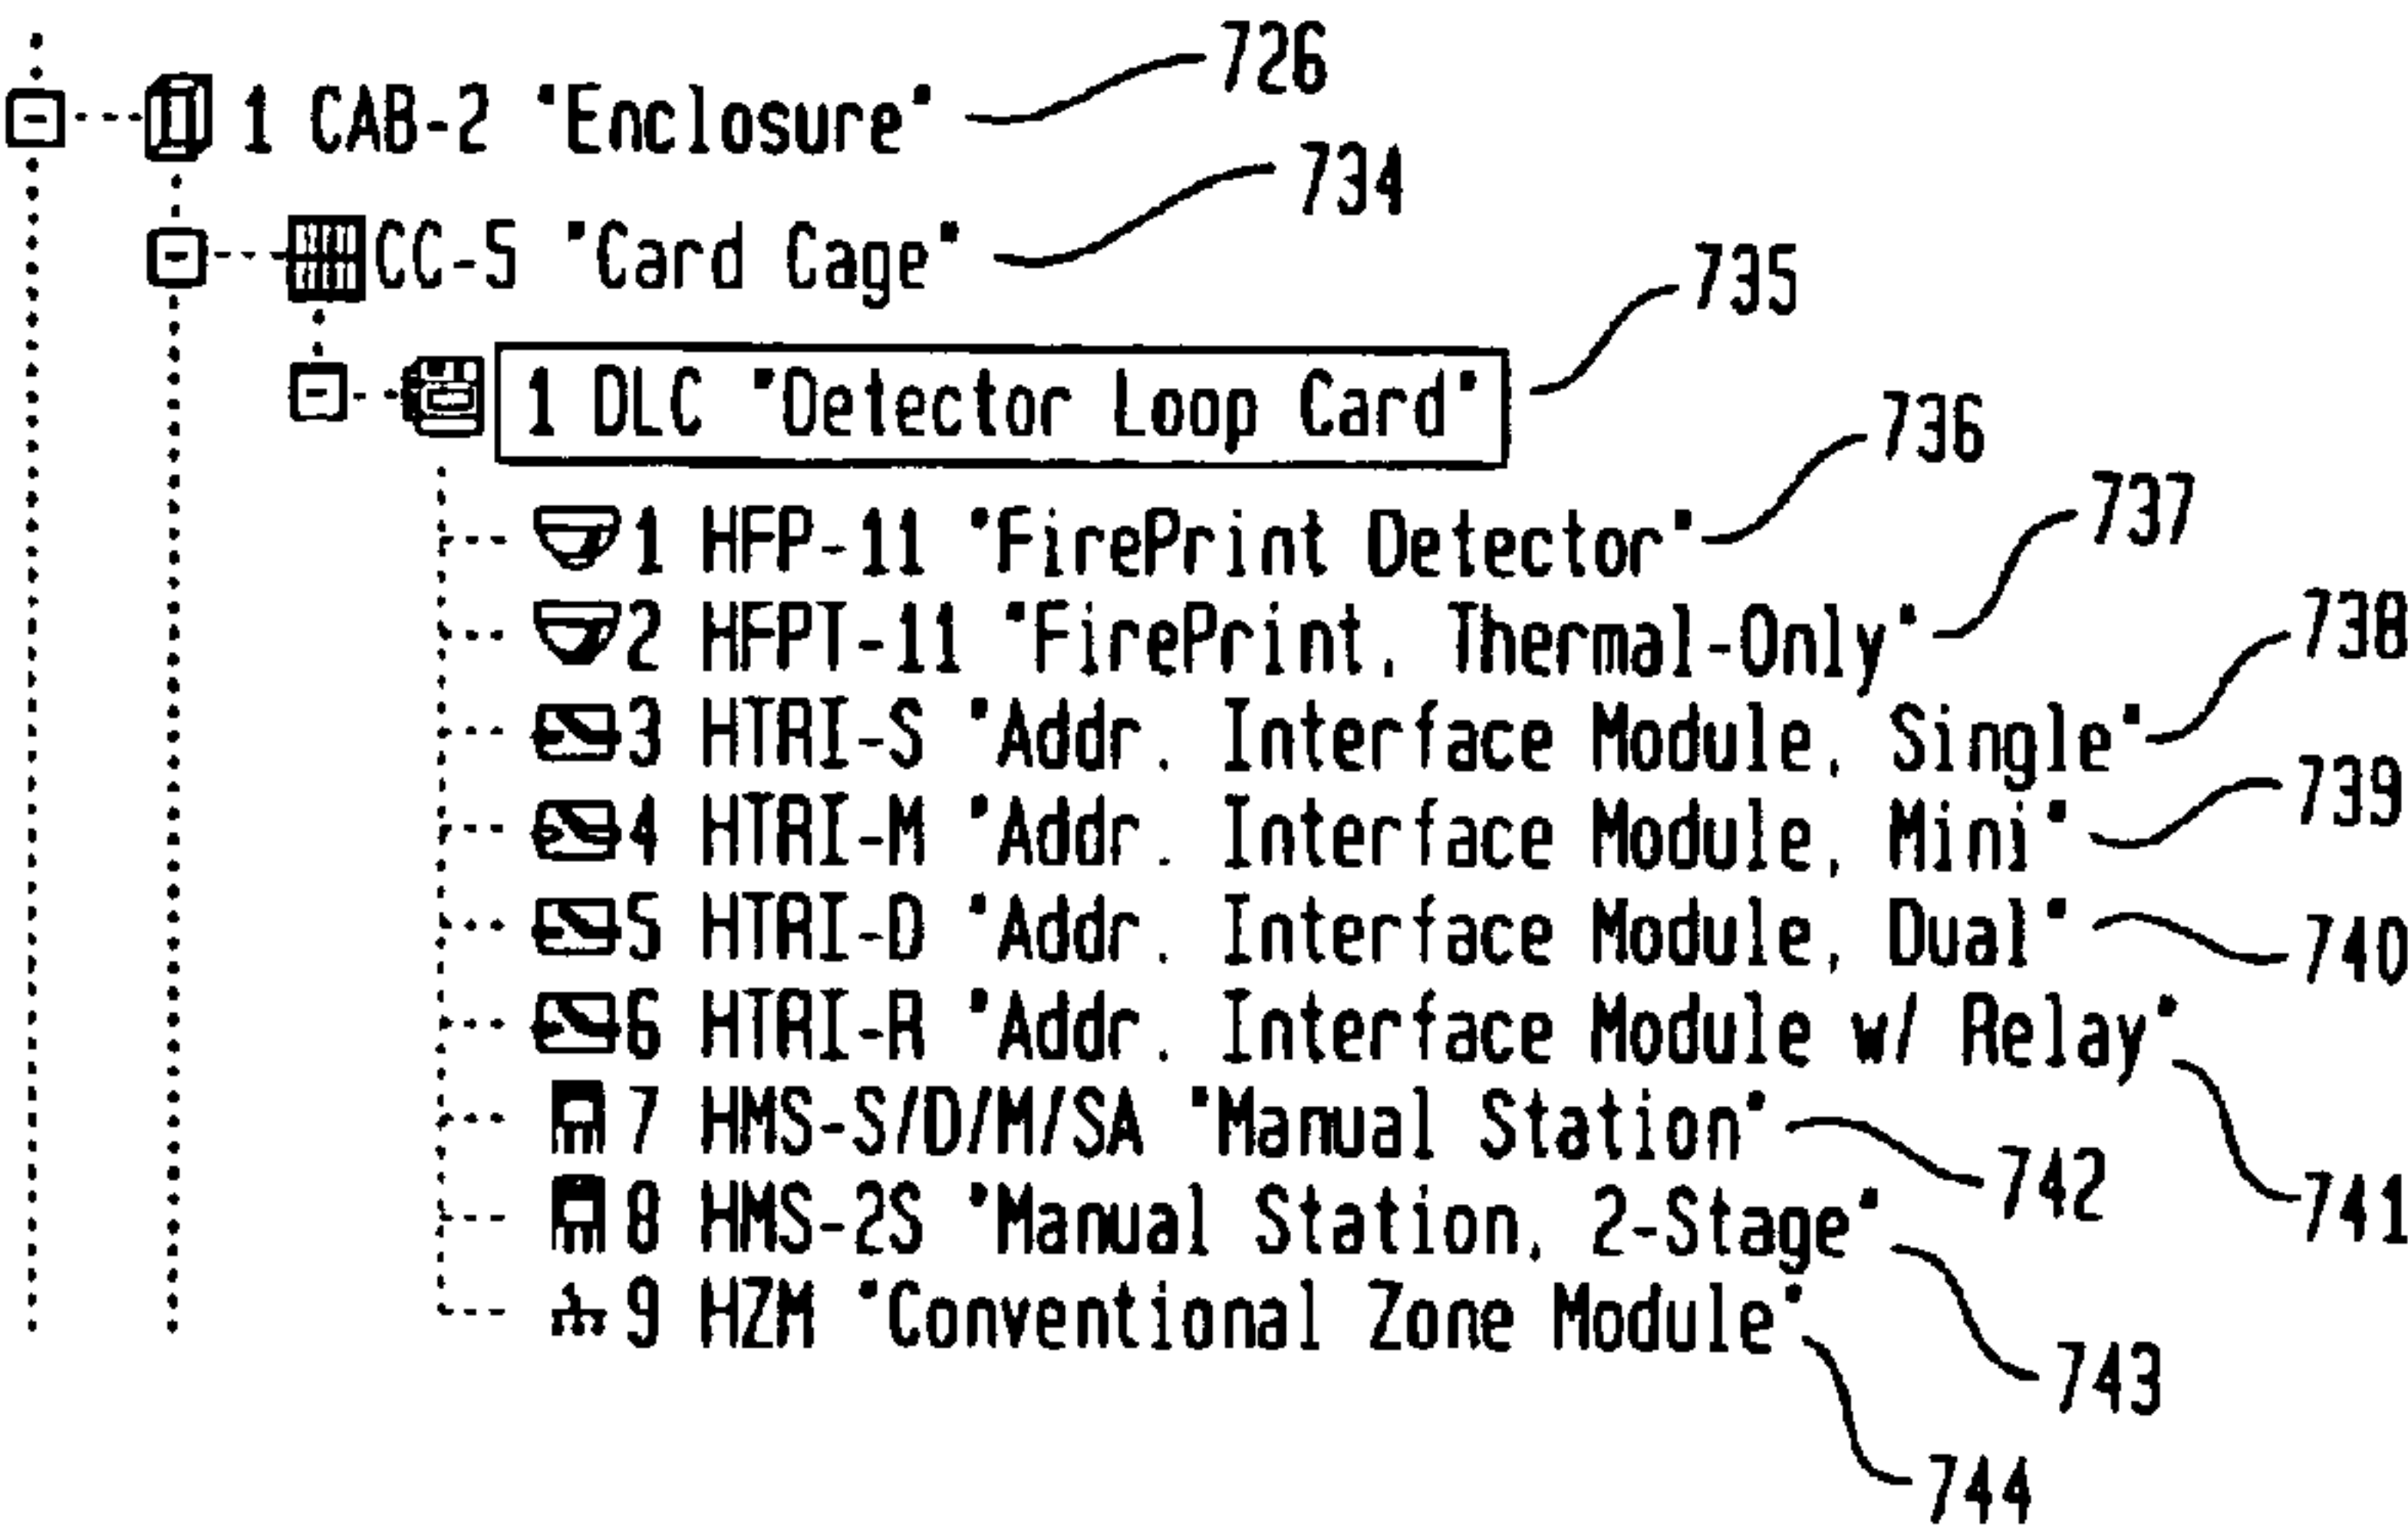 726
1 CAB-2 "Enclosure"
734
CC-5 "Card Cage"
735
1 DLC "Detector Loop Card"
736
1 HFP-11 "FirePrint Detector"
737
2 HFPT-11 "FirePrint, Thermal-Only"
738
3 HTRI-S "Addr. Interface Module, Single"
739
4 HTRI-M "Addr. Interface Module, Mini"
5 HTRI-D "Addr. Interface Module, Dual"
740
6 HTRI-R "Addr. Interface Module w/ Relay"
7 HMS-S/D/M/SA "Manual Station"
742
741
8 HMS-2S "Manual Station, 2-Stage"
9 HZM "Conventional Zone Module"
743
744